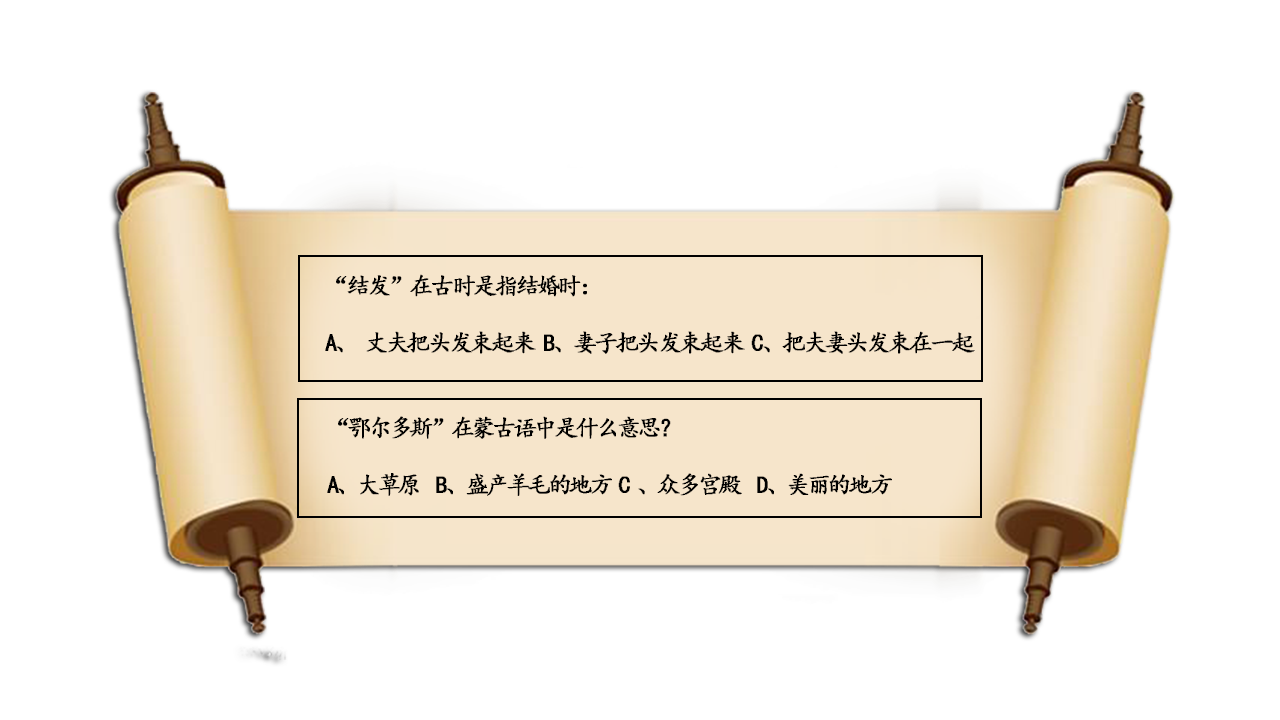 “结发”在古时是指结婚时：
A、 丈夫把头发束起来 B、妻子把头发束起来 C、把夫妻头发束在一起
“鄂尔多斯”在蒙古语中是什么意思？
A、大草原 B、盛产羊毛的地方 C 、众多宫殿 D、美丽的地方